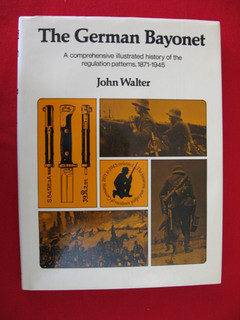 The German Bayonet
A comprehensive illustrated history of the
regulation patterns, 1871-1945
John Walter